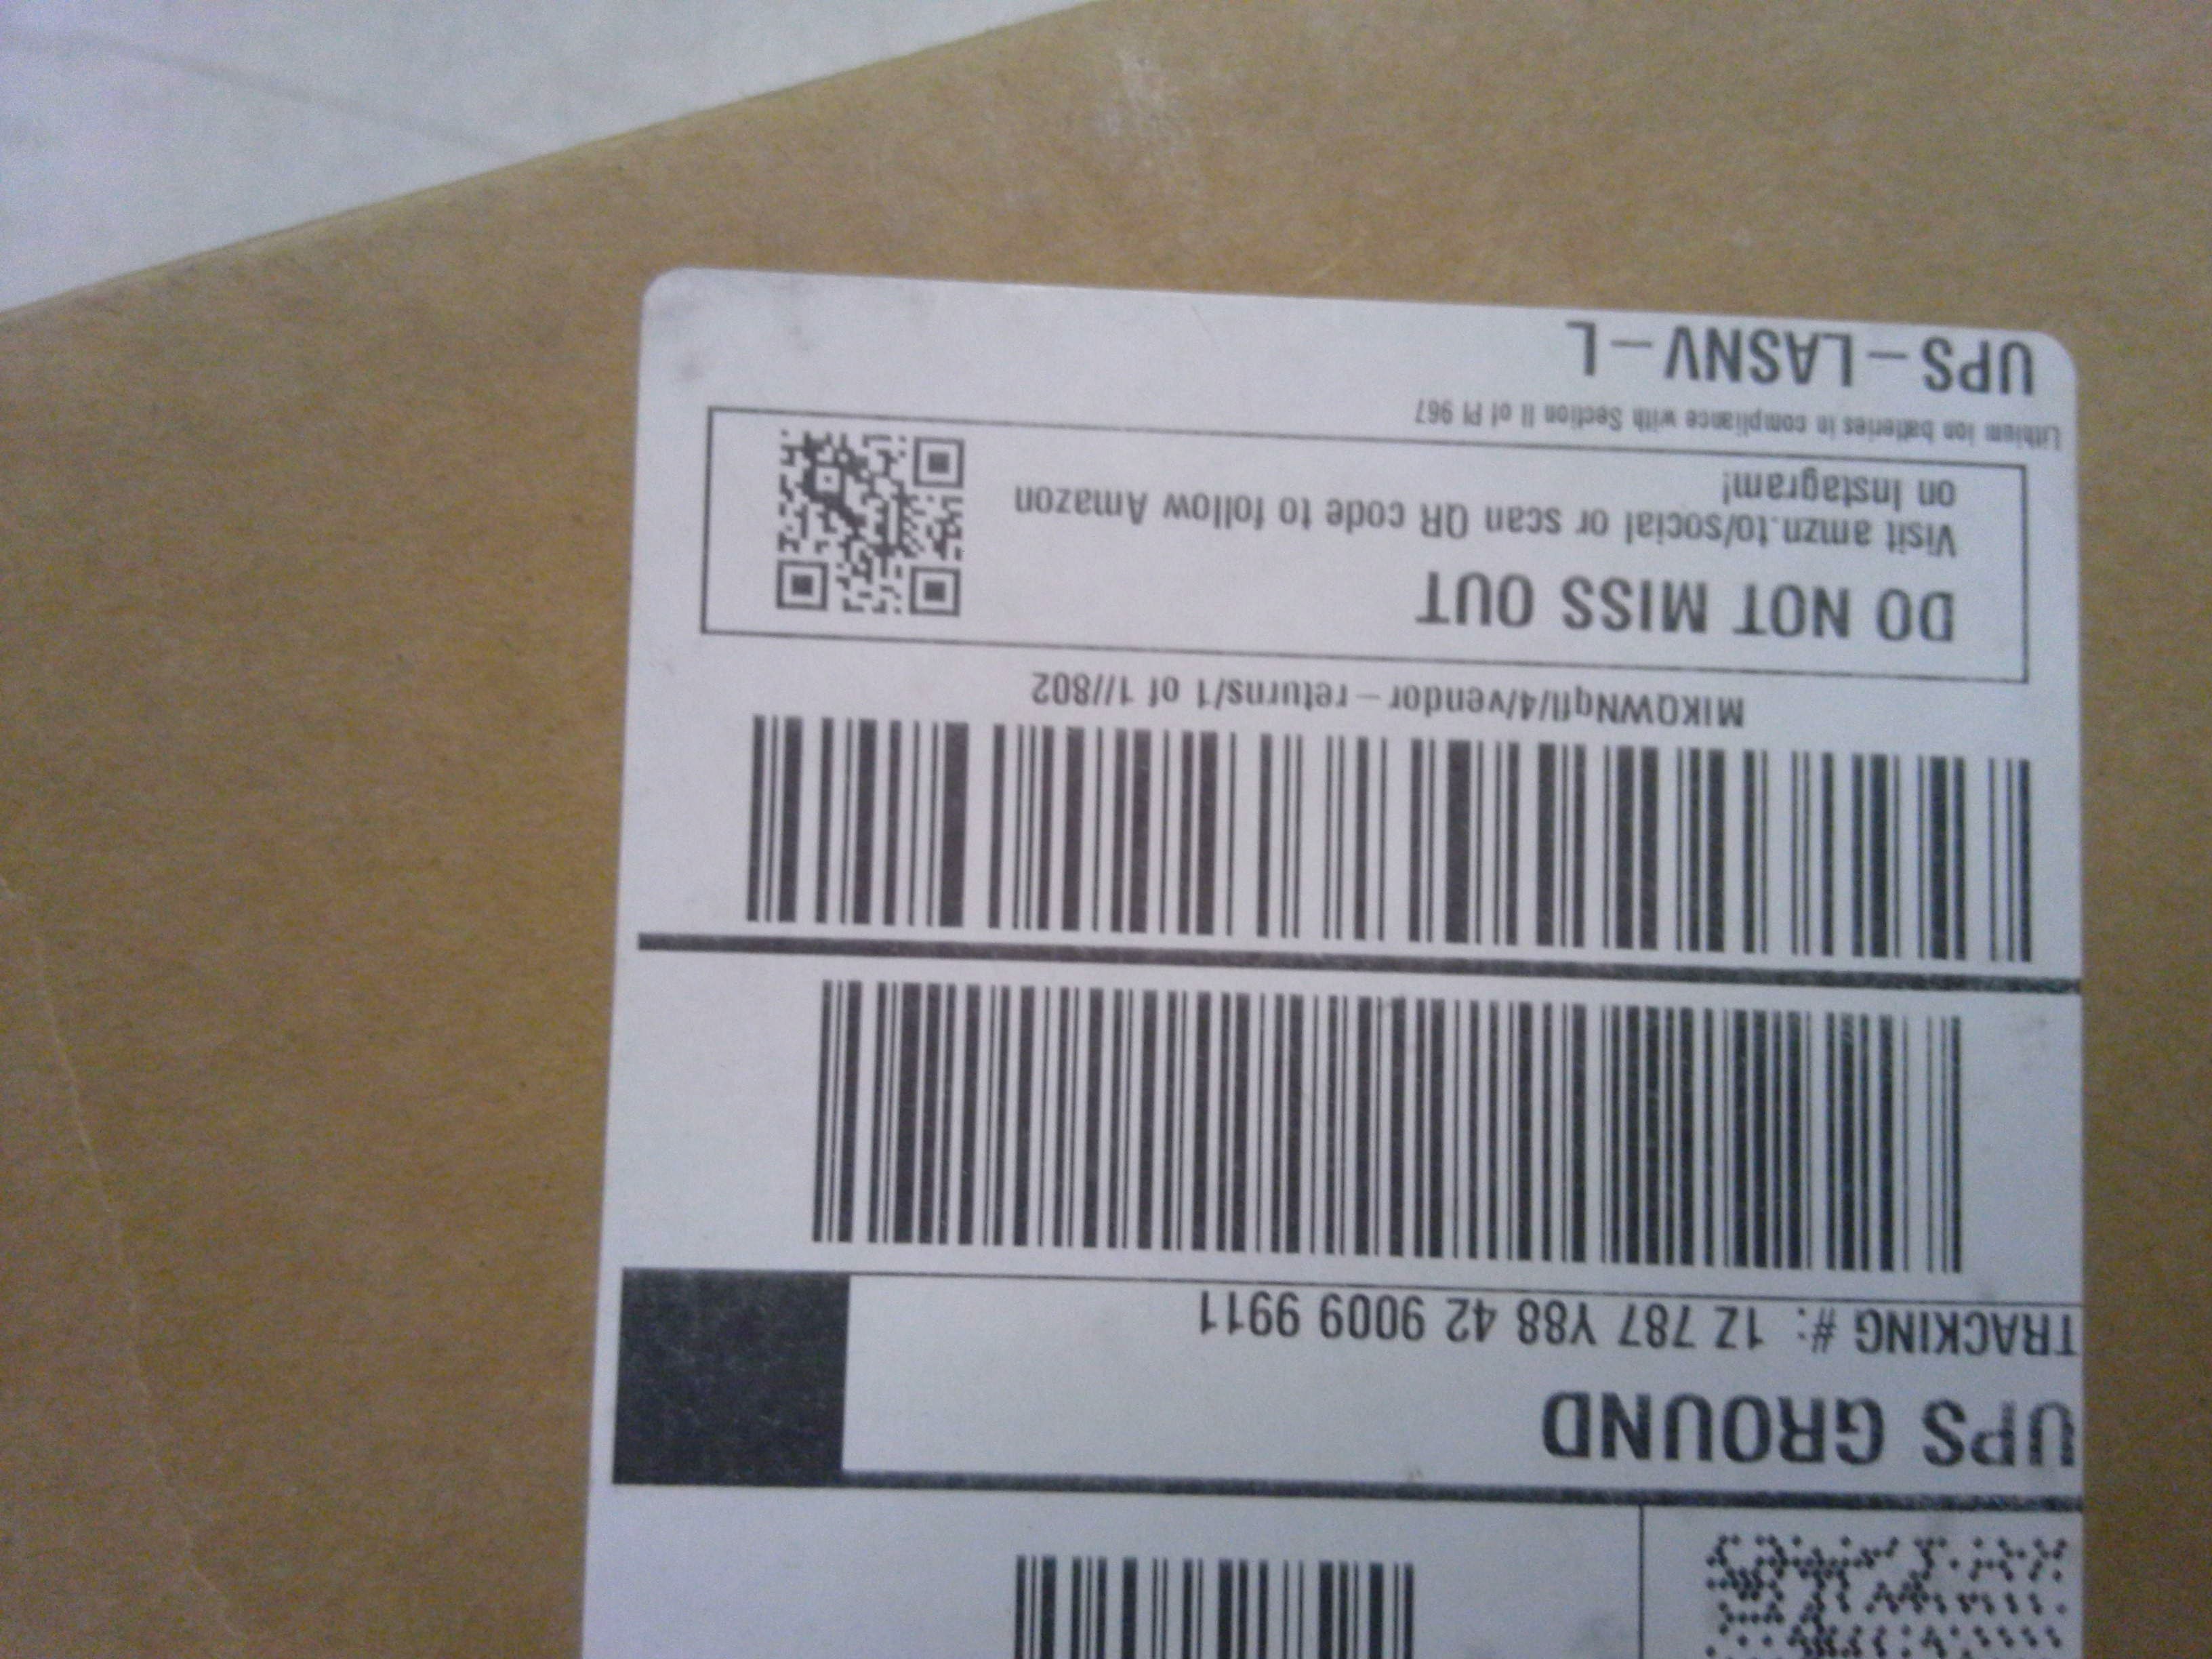 UPS GROUND
TRACKING #: 1Z 787 Y88 42 9009 9911
MIKQWNqfl/4/vendor-returns/1 of 1//802
DO NOT MISS OUT
Visit amzn.to/social or scan QR code to follow Amazon
on Instagram!
Lithium ion batteries in compliance with Section II of PI 967
UPS-LASNV-L